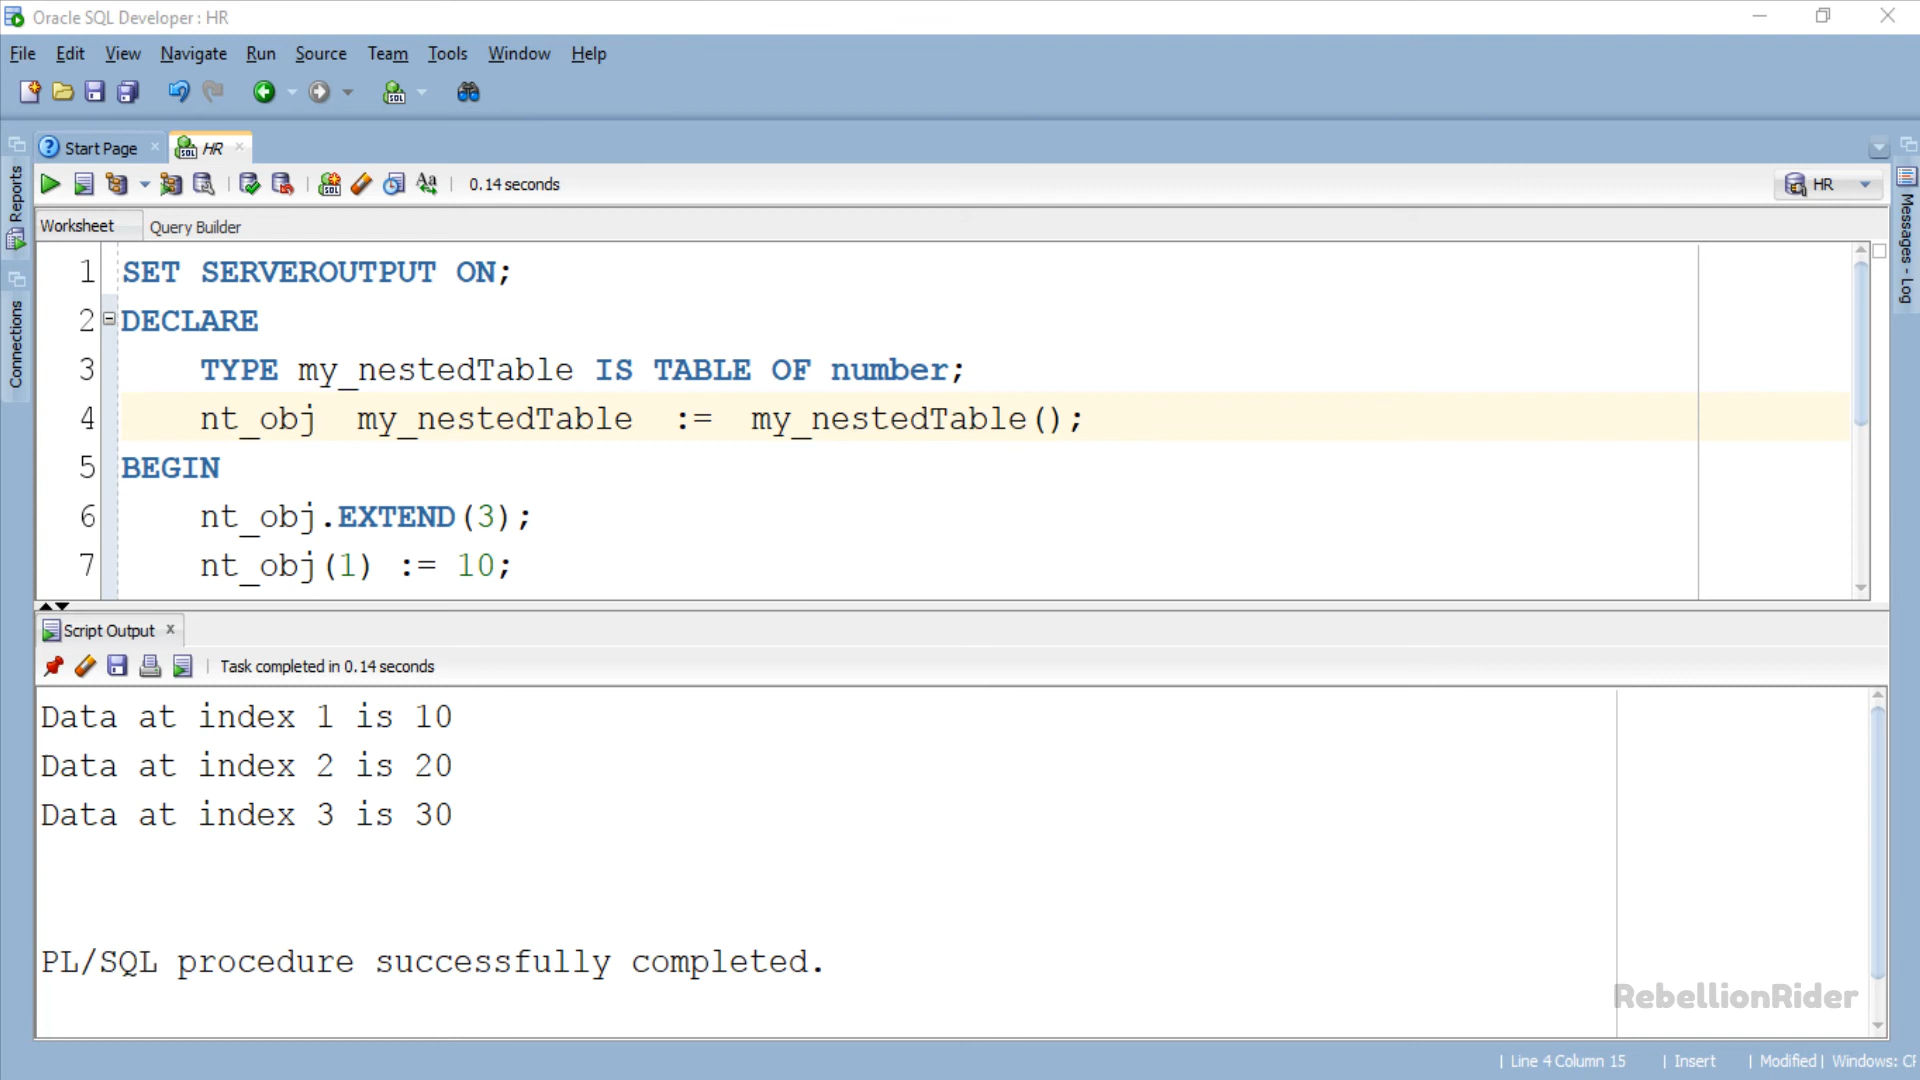 Oracle SQL Developer : HR
File Edit View Navigate Run Source Team Tools Window Help
SQL
Start Page
SQL HR
SQL Aa 0.14 seconds
HR
Worksheet Query Builder
Reports
Connections
Messages - Log
1 SET SERVEROUTPUT ON;
2 DECLARE
3 TYPE my_nestedTable IS TABLE OF number;
4 nt_obj my_nestedTable := my_nestedTable();
5 BEGIN
6 nt_obj.EXTEND(3);
7 nt_obj(1) := 10;
Script Output x
Task completed in 0.14 seconds
Data at index 1 is 10
Data at index 2 is 20
Data at index 3 is 30
PL/SQL procedure successfully completed.
RebellionRider
| Line 4 Column 15 | Insert | Modified | Windows: